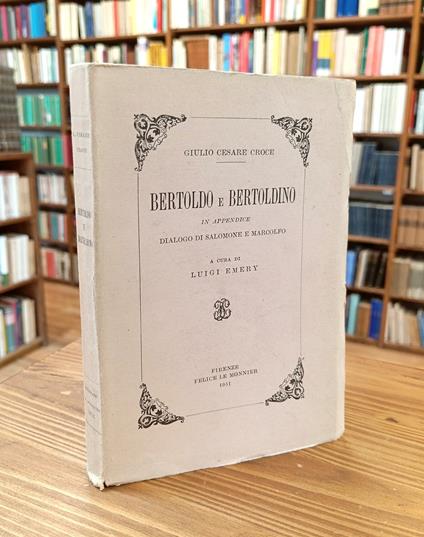 GIULIO CESARE CROCE
BERTOLDO E BERTOLDINO
IN APPENDICE
DIALOGO DI SALOMONE E MARCOLFO
A CURA DI
LUIGI EMERY
FIRENZE
FELICE LE MONNIER
1951